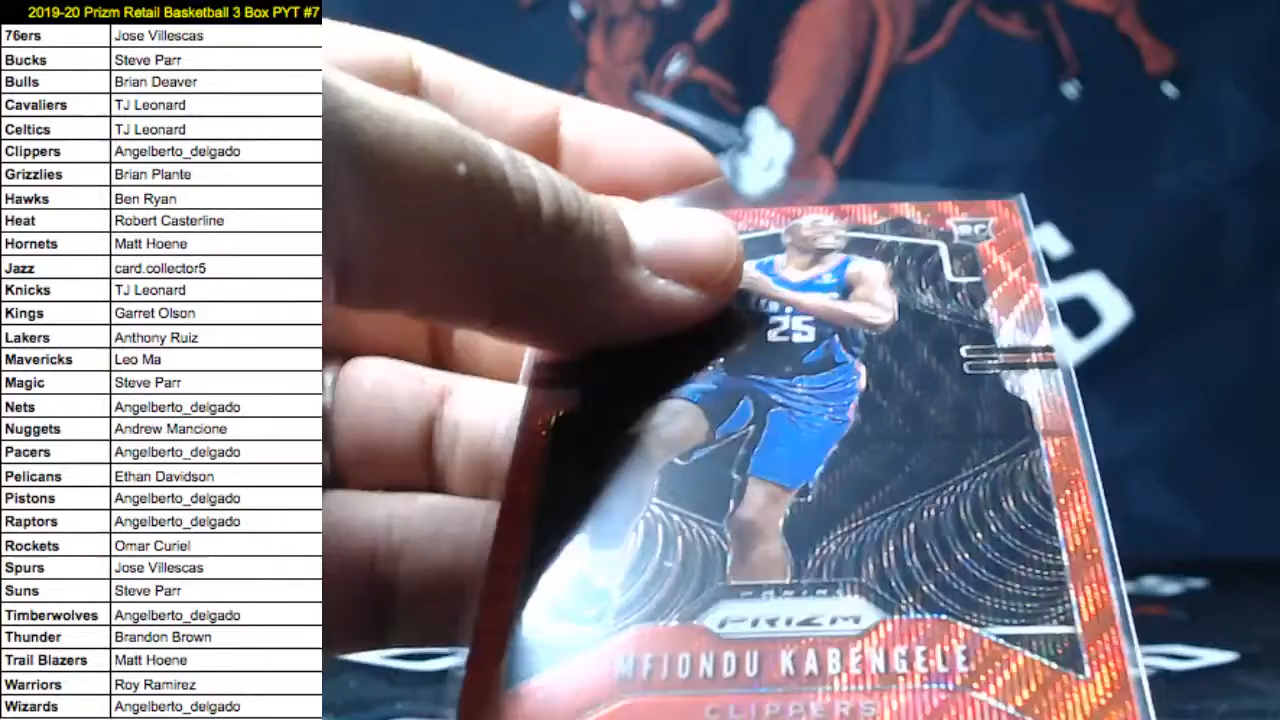 2019-20 Prizm Retail Basketball 3 Box PYT #7
76ers Jose Villescas
Bucks Steve Parr
Bulls Brian Deaver
Cavaliers TJ Leonard
Celtics TJ Leonard
Clippers Angelberto_delgado
Grizzlies Brian Plante
Hawks Ben Ryan
Heat Robert Casterline
Hornets Matt Hoene
Jazz card.collector5
Knicks TJ Leonard
Kings Garret Olson
Lakers Anthony Ruiz
Mavericks Leo Ma
Magic Steve Parr
Nets Angelberto_delgado
Nuggets Andrew Mancione
Pacers Angelberto_delgado
Pelicans Ethan Davidson
Pistons Angelberto_delgado
Raptors Angelberto_delgado
Rockets Omar Curiel
Spurs Jose Villescas
Suns Steve Parr
Timberwolves Angelberto_delgado
Thunder Brandon Brown
Trail Blazers Matt Hoene
Warriors Roy Ramirez
Wizards Angelberto_delgado
RC
25
PANINI
PRIZM
MFIONDU KABENGELE
CLIPPERS